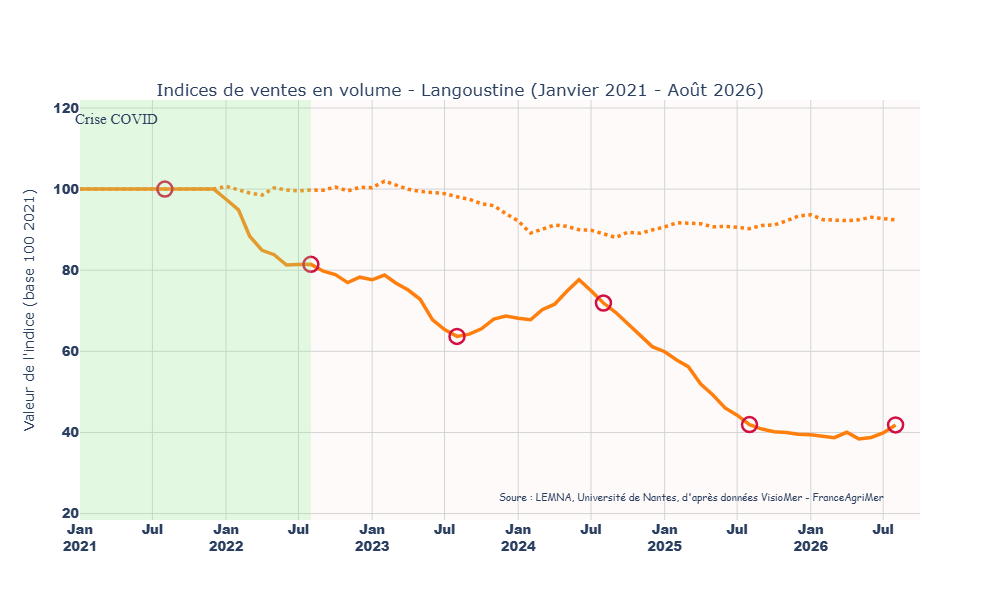 Indices de ventes en volume - Langoustine (Janvier 2021 - Août 2026)
120
Crise COVID
100
80
60
40
20
Valeur de l'indice (base 100 2021)
Soure : LEMNA, Université de Nantes, d'après données VisioMer - FranceAgriMer
Jan Jul Jan Jul Jan Jul Jan Jul Jan Jul Jan Jul
2021 2022 2023 2024 2025 2026